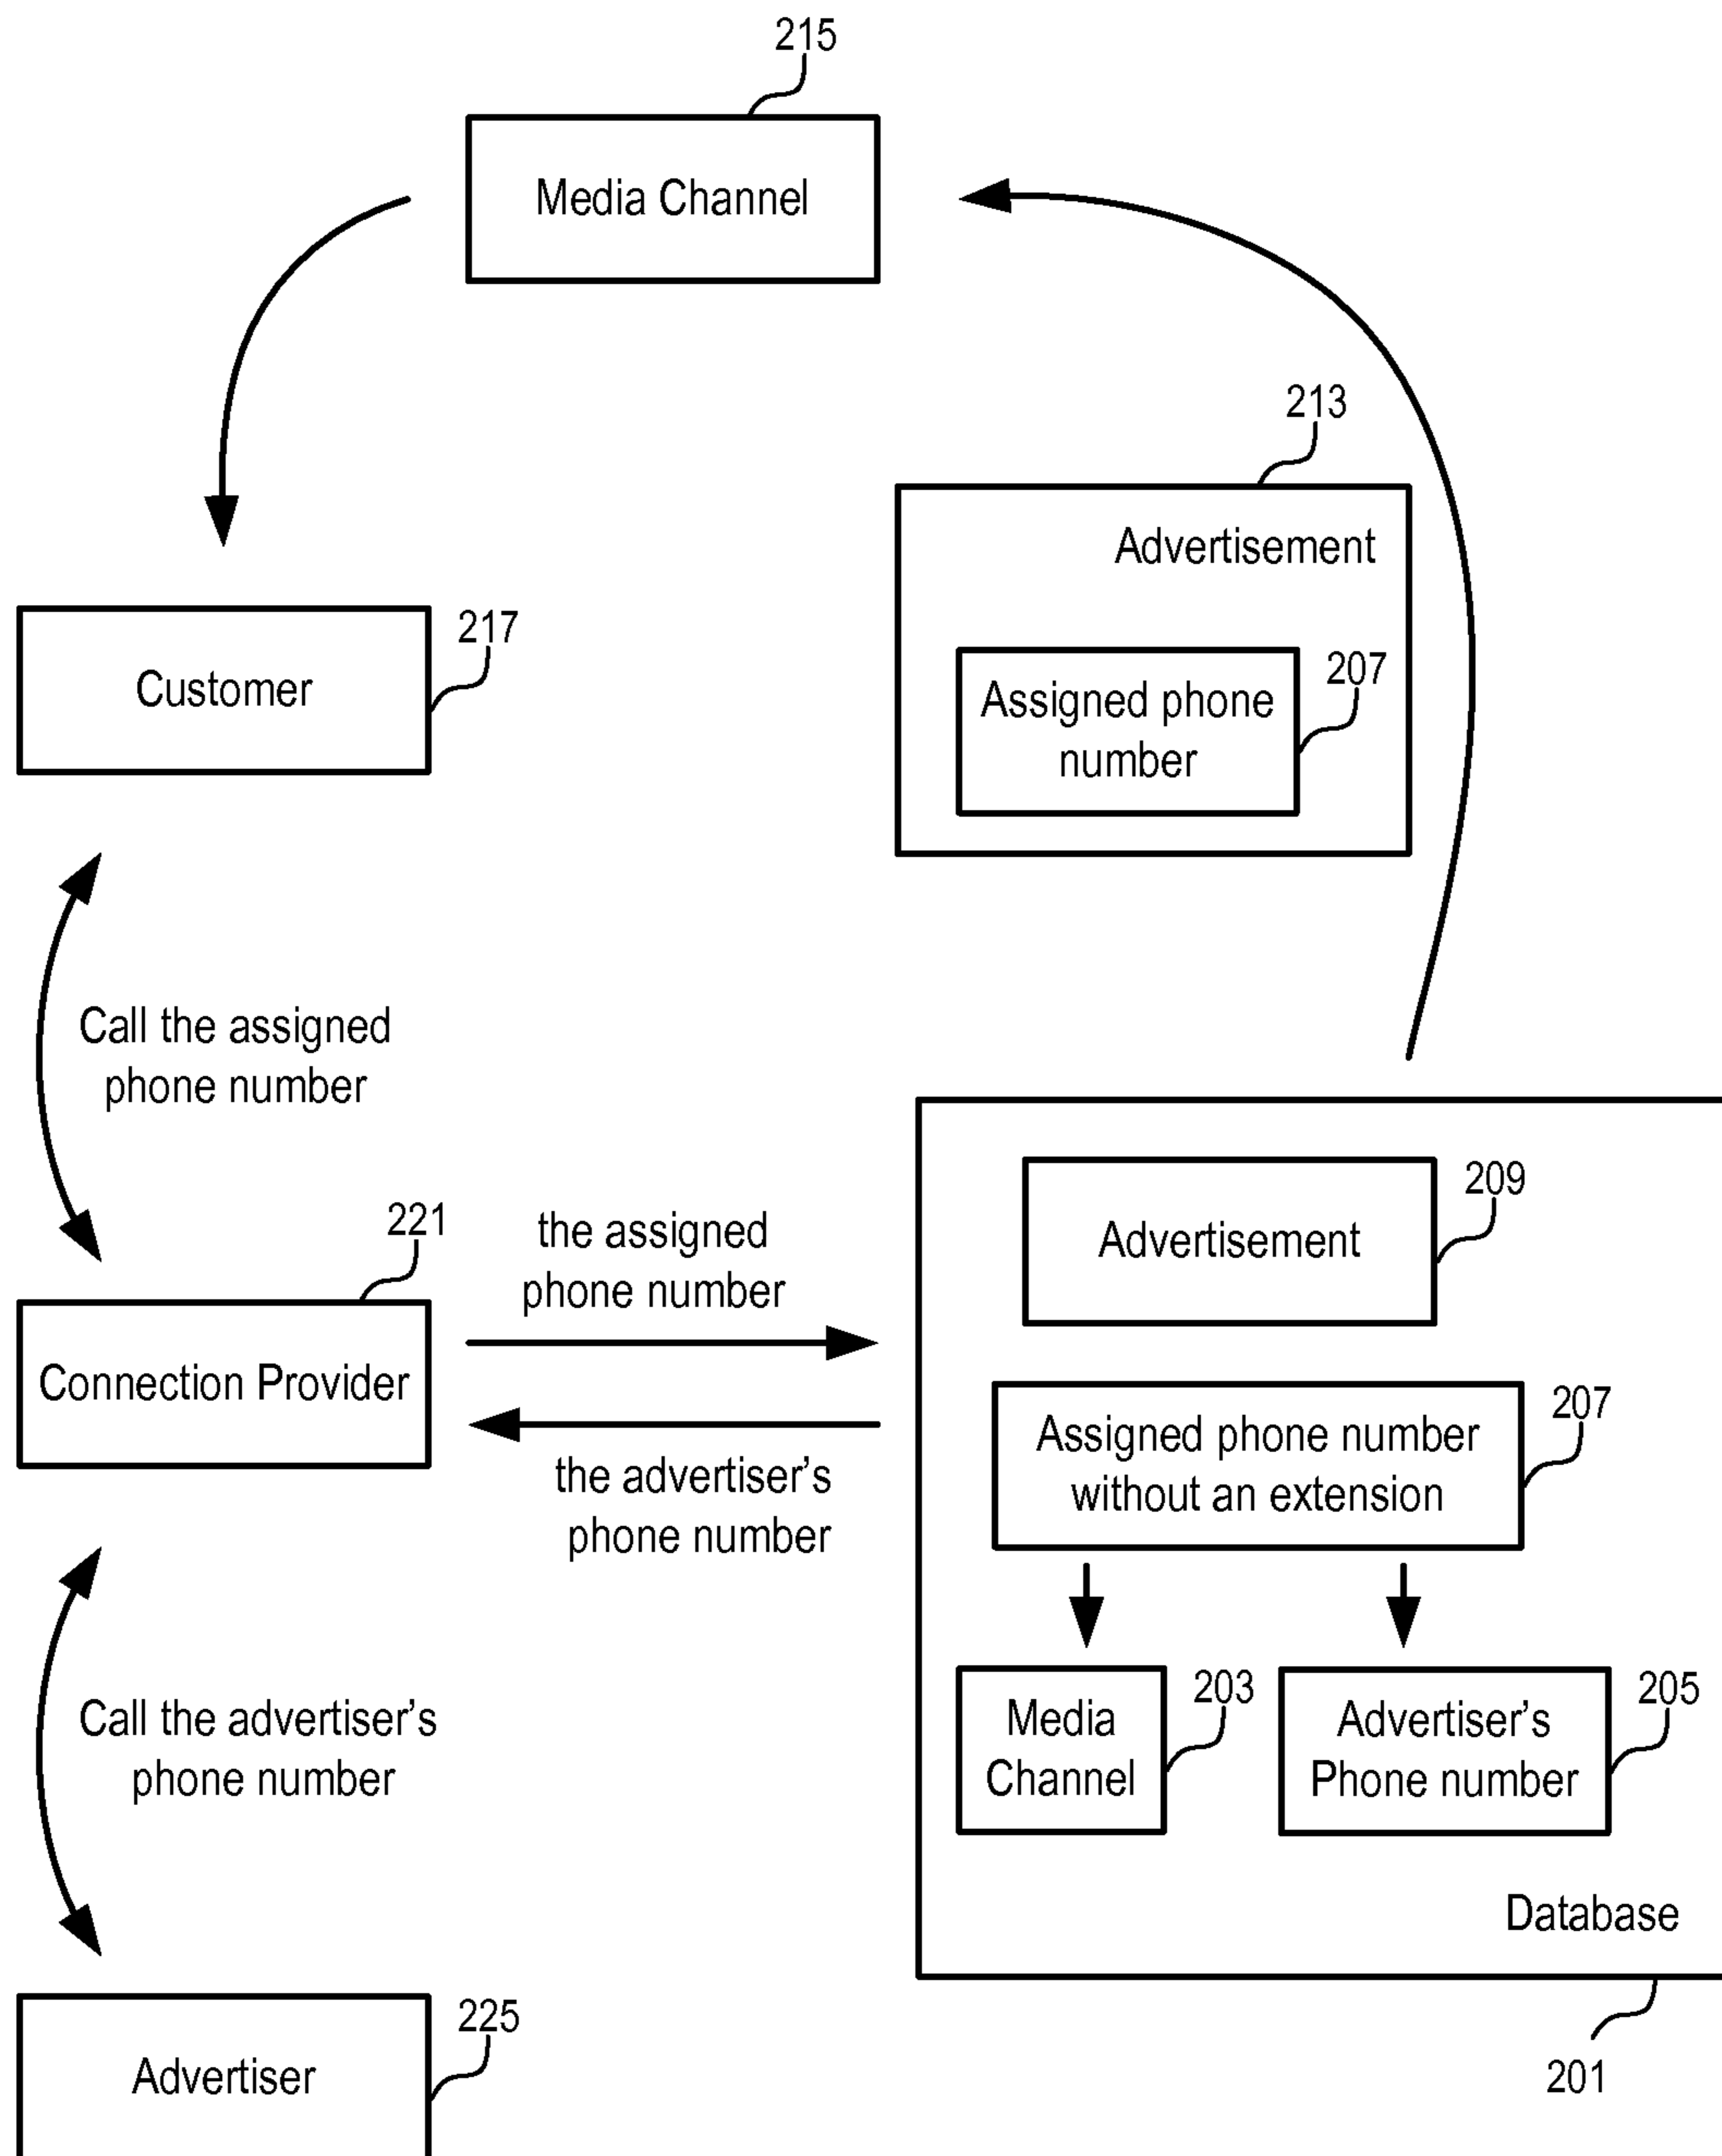 215
Media Channel
213
Advertisement
217
Customer
207
Assigned phone
number
Call the assigned
phone number
221
the assigned
phone number
209
Advertisement
Connection Provider
207
Assigned phone number
without an extension
the advertiser's
phone number
203
Media
Channel
205
Advertiser's
Phone number
Call the advertiser's
phone number
Database
225
Advertiser
201